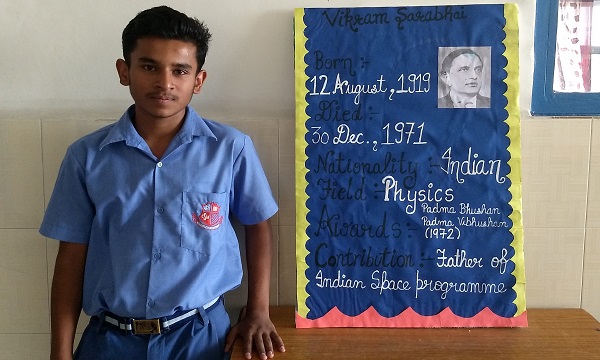 Vikram Sarabhai
Born :-
12 August, 1919
Died :-
30 Dec., 1971
Nationality :- Indian
Field :- Physics
Awards :- Padma Bhushan
Padma Vibhushan
(1972)
Contribution :- Father of
Indian Space programme